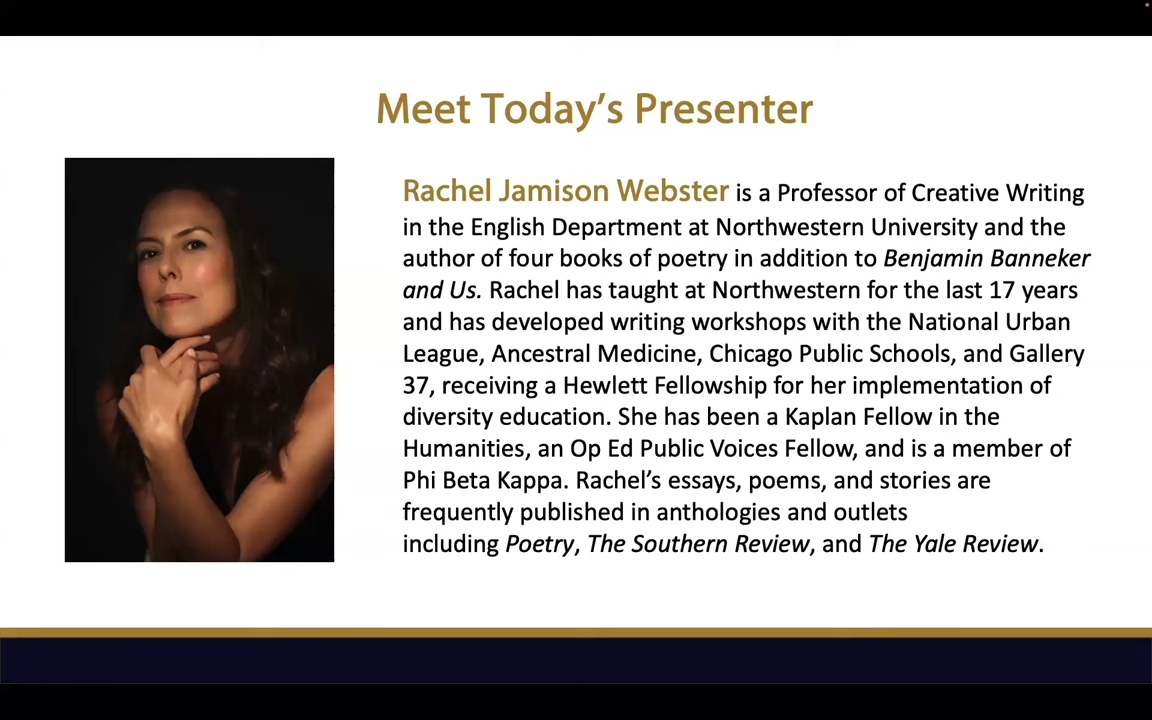 Meet Today’s Presenter
Rachel Jamison Webster is a Professor of Creative Writing
in the English Department at Northwestern University and the
author of four books of poetry in addition to Benjamin Banneker
and Us. Rachel has taught at Northwestern for the last 17 years
and has developed writing workshops with the National Urban
League, Ancestral Medicine, Chicago Public Schools, and Gallery
37, receiving a Hewlett Fellowship for her implementation of
diversity education. She has been a Kaplan Fellow in the
Humanities, an Op Ed Public Voices Fellow, and is a member of
Phi Beta Kappa. Rachel’s essays, poems, and stories are
frequently published in anthologies and outlets
including Poetry, The Southern Review, and The Yale Review.